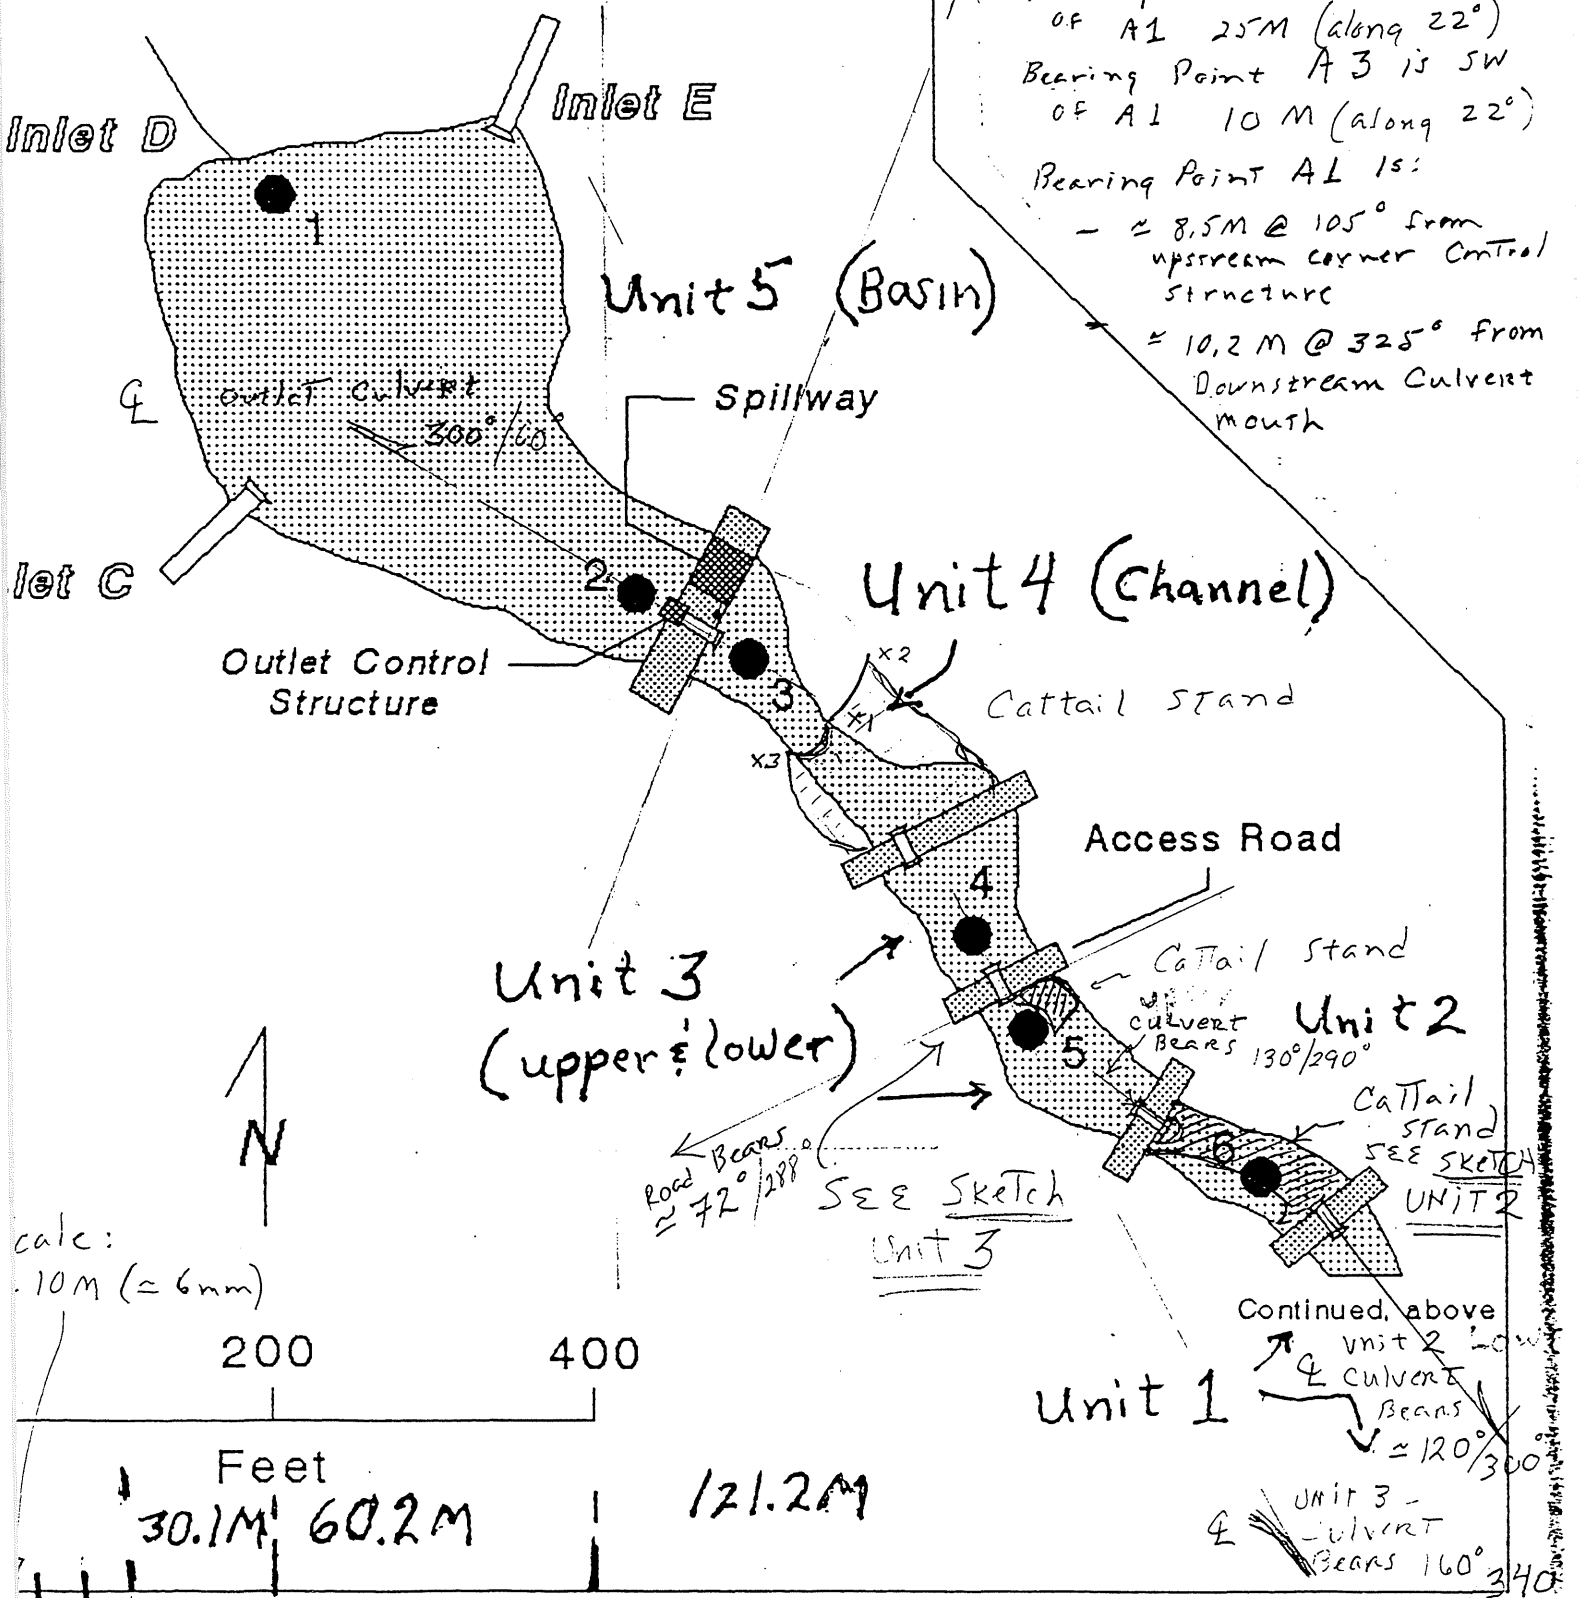 of A1 25M (along 22°)
Bearing Point A3 is SW
of A1 10M (along 22°)
Bearing Point A1 Is:
- ≈ 8.5M @ 105° from
upsream corner Control
structure
≈ 10.2 M @ 325° from
Downstream Culvert
mouth
Inlet D
Inlet E
1
Unit 5 (Basin)
℄ Outlet Culvert
300°/60°
Spillway
let C
2
Unit 4 (Channel)
Outlet Control
Structure
3
x2
x1
x3
Cattail Stand
Access Road
4
Unit 3
(upper & lower)
Cattail Stand
culvert
Bears 130°/290°
Unit 2
5
Cattail
Stand
SEE SKETCH
UNIT 2
6
N
Road Bears
≈ 72°/288°
SEE Sketch
Unit 3
cale:
10M (≈ 6mm)
200
400
Feet
30.1M
60.2M
121.2M
Continued, above
Unit 1
Unit 2 Low
℄ Culvert
Bears
≈ 120°/300°
℄ Unit 3 -
Culvert
Bears 160°
340